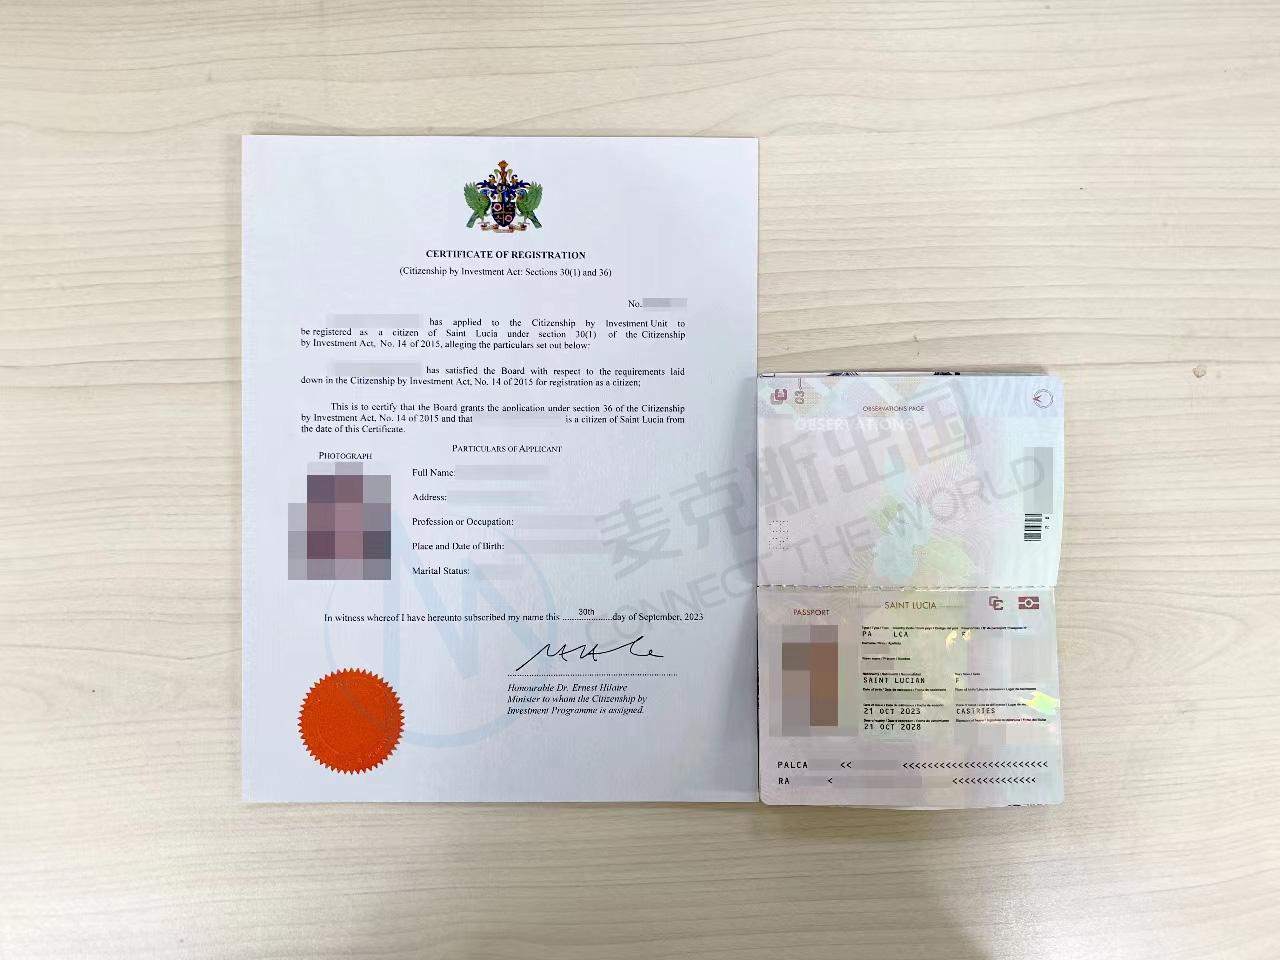 CERTIFICATE OF REGISTRATION
(Citizenship by Investment Act: Sections 30(1) and 36)
No.
has applied to the Citizenship by Investment Unit to
be registered as a citizen of Saint Lucia under section 30(1) of the Citizenship
by Investment Act, No. 14 of 2015, alleging the particulars set out below:
has satisfied the Board with respect to the requirements laid
down in the Citizenship by Investment Act, No. 14 of 2015 for registration as a citizen;
This is to certify that the Board grants the application under section 36 of the Citizenship
by Investment Act, No. 14 of 2015 and that is a citizen of Saint Lucia from
the date of this Certificate.
PARTICULARS OF APPLICANT
PHOTOGRAPH
Full Name:
Address:
Profession or Occupation:
Place and Date of Birth:
Marital Status:
In witness whereof I have hereunto subscribed my name this 30th day of September, 2023
Honourable Dr. Ernest Hilaire
Minister to whom the Citizenship by
Investment Programme is assigned.
03
OBSERVATIONS PAGE
OBSERVATIONS
麦克斯出国
CONNECT THE WORLD
PASSPORT
SAINT LUCIA
PA LCA
SAINT LUCIAN F
21 OCT 2023 CASTRIES
21 OCT 2028
PALCA << <<<<<<<<<<<<<<<<<<<<<<<<
RA < <<<<<<<<<<<<<<